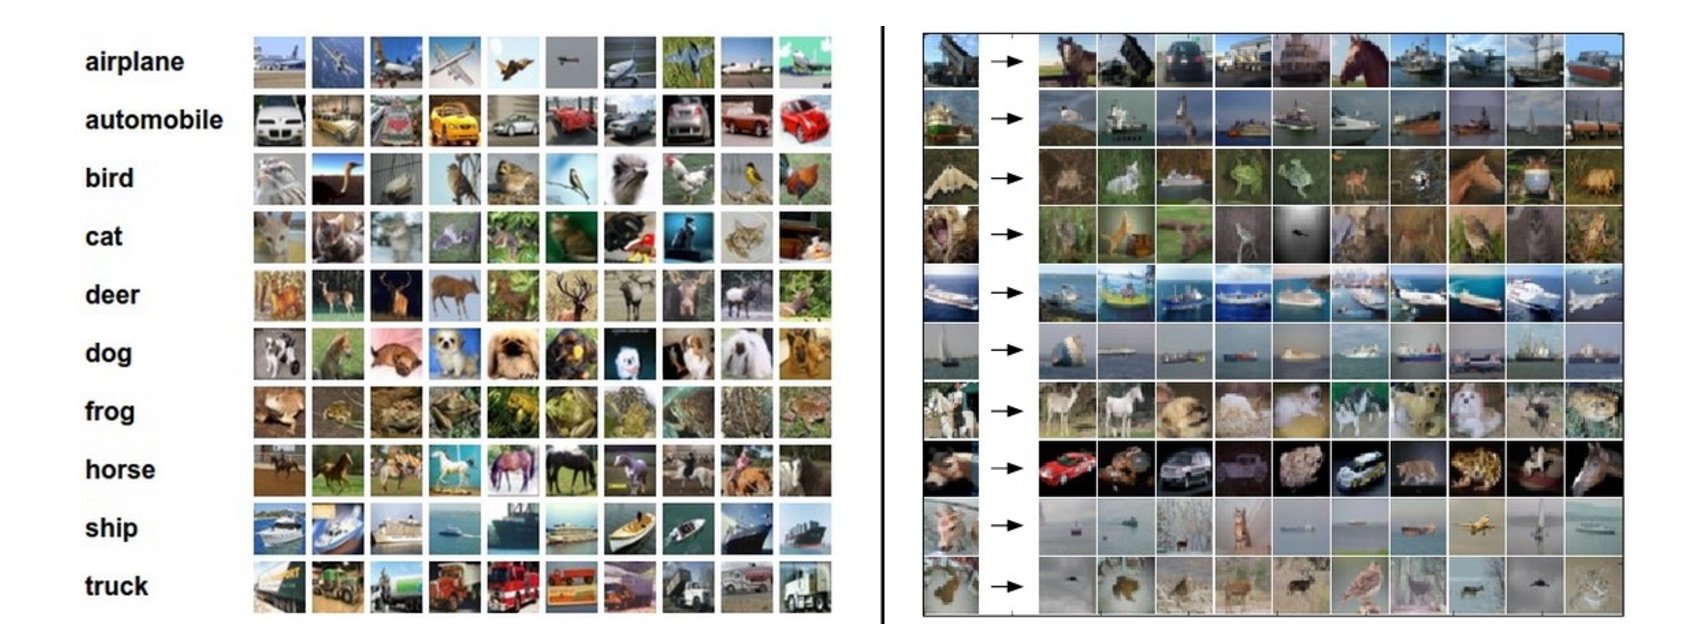 airplane
automobile
bird
cat
deer
dog
frog
horse
ship
truck